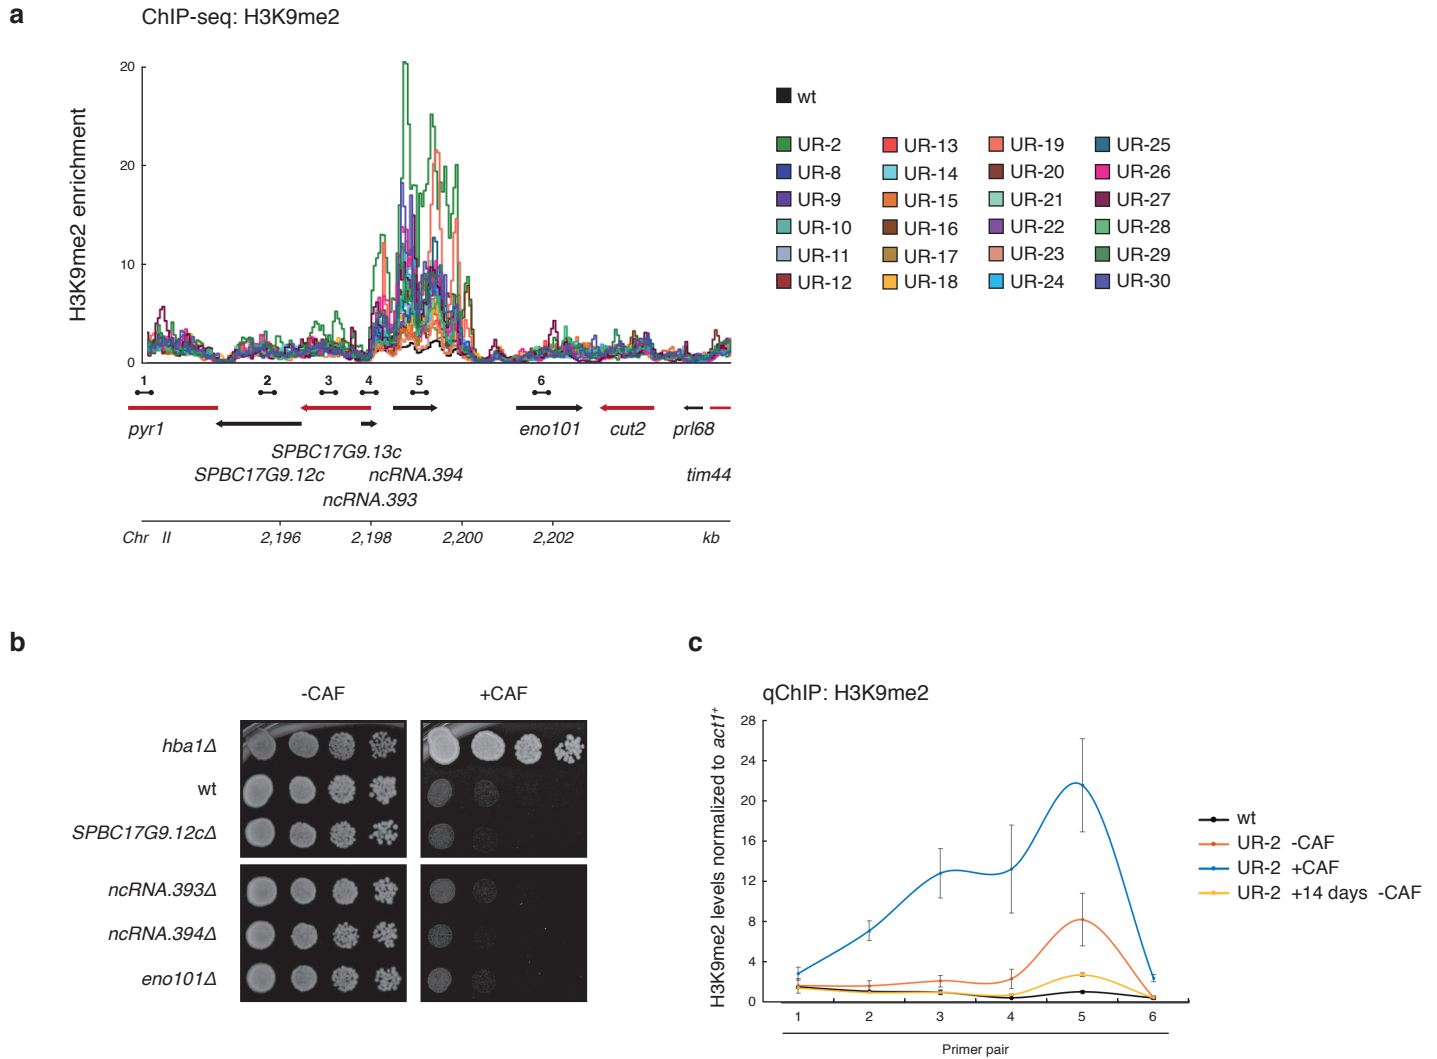 a
ChIP-seq: H3K9me2
H3K9me2 enrichment
20
20
10
0
wt
UR-2 UR-13 UR-19 UR-25
UR-8 UR-14 UR-20 UR-26
UR-9 UR-15 UR-21 UR-27
UR-10 UR-16 UR-22 UR-28
UR-11 UR-17 UR-23 UR-29
UR-12 UR-18 UR-24 UR-30
1 2 3 4 5 6
pyr1 eno101 cut2 prl68
SPBC17G9.13c
SPBC17G9.12c ncRNA.394 tim44
ncRNA.393
Chr II 2,196 2,198 2,200 2,202 kb
b
-CAF +CAF
hba1Δ
wt
SPBC17G9.12cΔ
ncRNA.393Δ
ncRNA.394Δ
eno101Δ
c
qChIP: H3K9me2
H3K9me2 levels normalized to act1+
28
24
20
16
12
8
4
0
1 2 3 4 5 6
Primer pair
wt
UR-2 -CAF
UR-2 +CAF
UR-2 +14 days -CAF